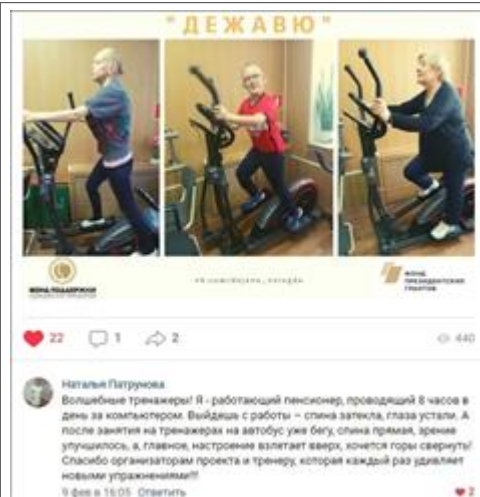 "ДЕЖАВЮ"
ФОНД ПОДДЕРЖКИ
ФОНД
ПРЕЗИДЕНТСКИХ
ГРАНТОВ
22 1 2 440
Наталья Патрунова
Волшебные тренажеры! Я - работающий пенсионер, проводящий 8 часов в
день за компьютером. Выйдешь с работы – спина затекла, глаза устали. А
после занятия на тренажерах на автобус уже бегу, спина прямая, зрение
улучшилось, а, главное, настроение взлетает вверх, хочется горы свернуть!
Спасибо организаторам проекта и тренеру, которая каждый раз удивляет
новыми упражнениями!!!
9 фев в 16:05 Ответить 2